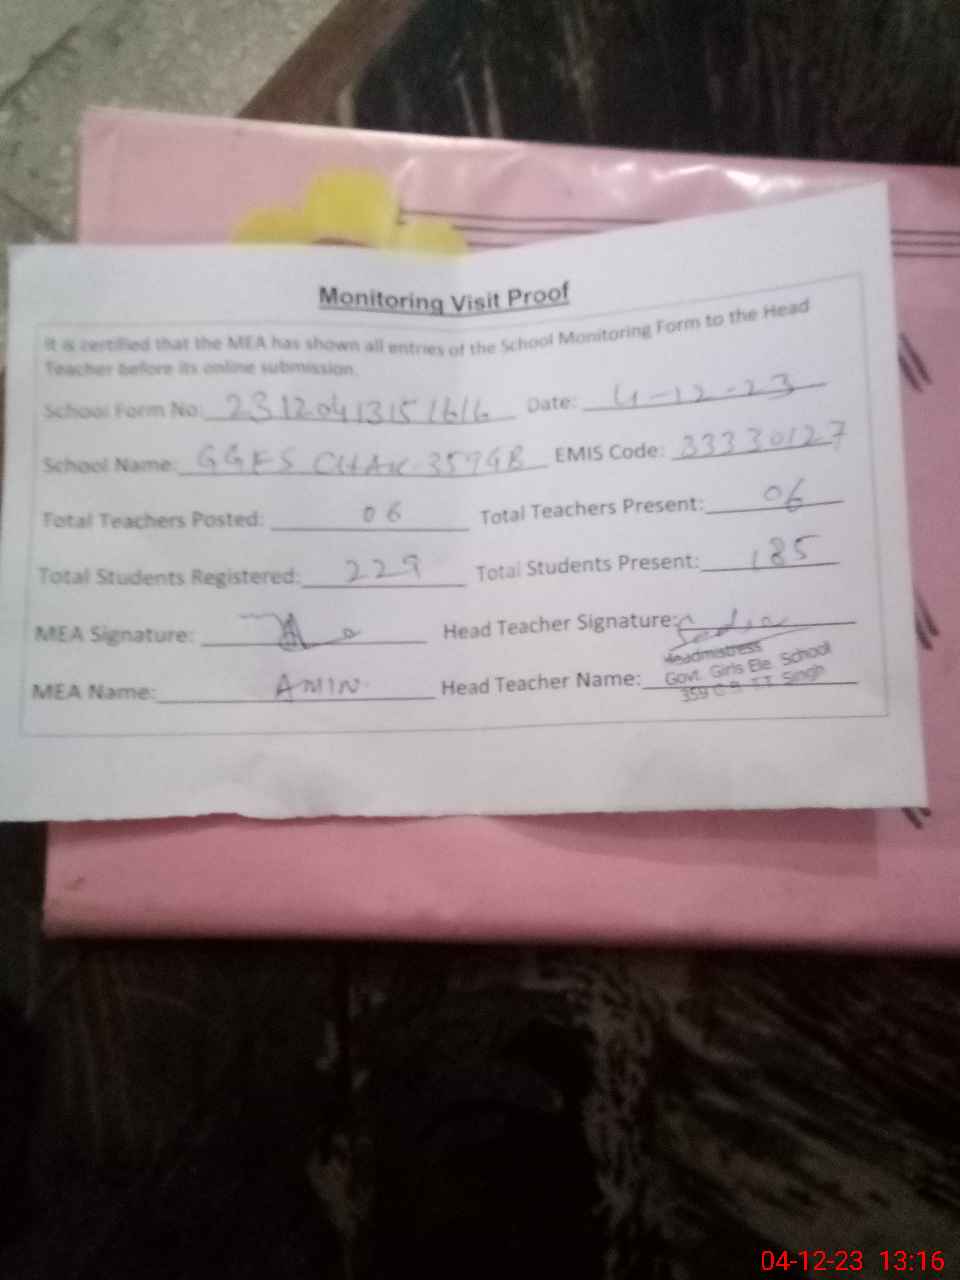 Monitoring Visit Proof
It is certified that the MEA has shown all entries of the School Monitoring Form to the Head
Teacher before its online submission.
School Form No: 23120413151616 Date: 4-12-23
School Name: GGES CHAK 359GB EMIS Code: 33330127
Total Teachers Posted: 06 Total Teachers Present: 06
Total Students Registered: 229 Total Students Present: 185
MEA Signature: Head Teacher Signature:
MEA Name: AMIN Head Teacher Name:
Headmistress
Govt. Girls Ele. School
359 G.B. T.T. Singh
04-12-23 13:16